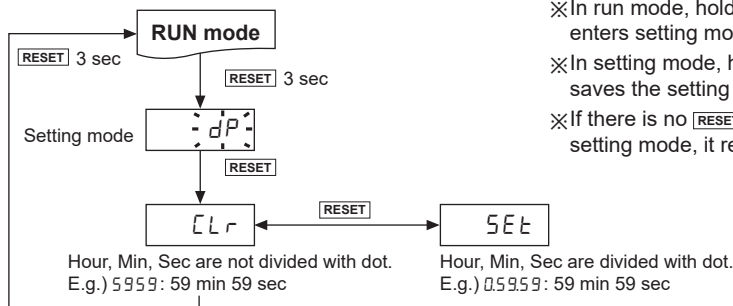 RUN mode
RESET 3 sec
RESET 3 sec
Setting mode
dP
RESET
CLr
RESET
SEt
Hour, Min, Sec are not divided with dot.
E.g.) 5959: 59 min 59 sec
Hour, Min, Sec are divided with dot.
E.g.) 0.59.59: 59 min 59 sec
※In run mode, hold
enters setting
※In setting mode,
saves the setting
※If there is no RESET
setting mode, it